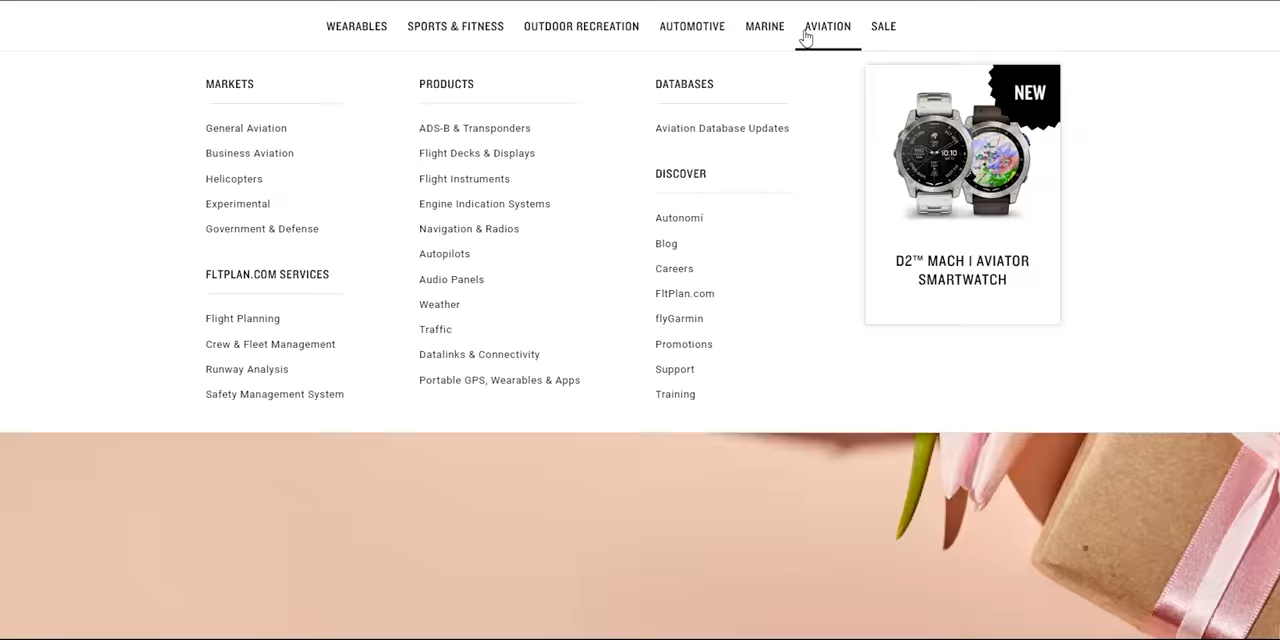 WEARABLES SPORTS & FITNESS OUTDOOR RECREATION AUTOMOTIVE MARINE AVIATION SALE
MARKETS
General Aviation
Business Aviation
Helicopters
Experimental
Government & Defense
FLTPLAN.COM SERVICES
Flight Planning
Crew & Fleet Management
Runway Analysis
Safety Management System
PRODUCTS
ADS-B & Transponders
Flight Decks & Displays
Flight Instruments
Engine Indication Systems
Navigation & Radios
Autopilots
Audio Panels
Weather
Traffic
Datalinks & Connectivity
Portable GPS, Wearables & Apps
DATABASES
Aviation Database Updates
DISCOVER
Autonomí
Blog
Careers
FltPlan.com
flyGarmin
Promotions
Support
Training
NEW
10:10
D2™ MACH 1 AVIATOR
SMARTWATCH